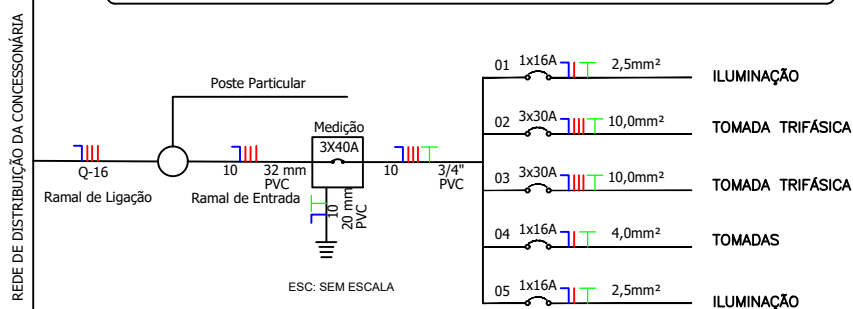 REDE DE DISTRIBUIÇÃO DA CONCESSONÁRIA
Q-16
Ramal de Ligação
Poste Particular
10
32 mm
PVC
Ramal de Entrada
Medição
3X40A
10
20 mm
PVC
10
3/4"
PVC
ESC: SEM ESCALA
01 1x16A 2,5mm² ILUMINAÇÃO
02 3x30A 10,0mm² TOMADA TRIFÁSICA
03 3x30A 10,0mm² TOMADA TRIFÁSICA
04 1x16A 4,0mm² TOMADAS
05 1x16A 2,5mm² ILUMINAÇÃO